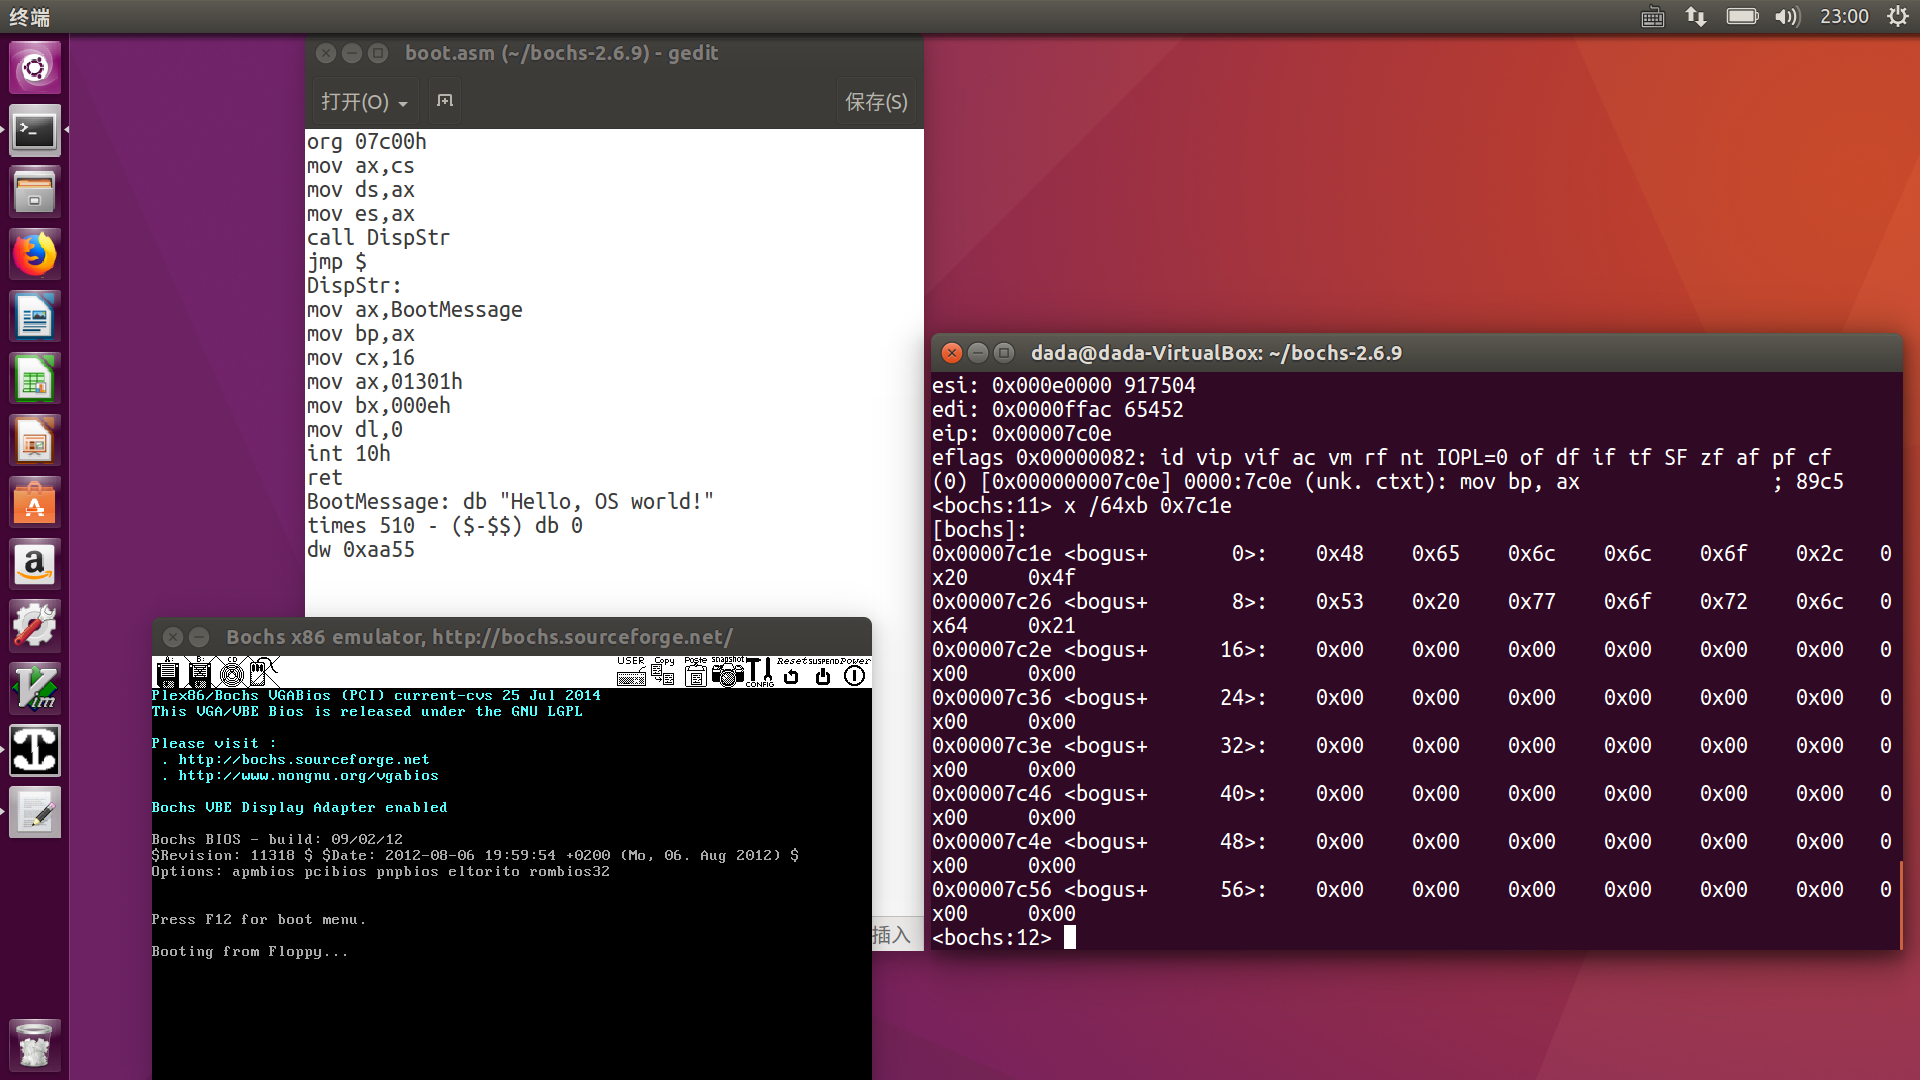 终端
23:00
boot.asm (~/bochs-2.6.9) - gedit
打开(O)
保存(S)
org 07c00h
mov ax,cs
mov ds,ax
mov es,ax
call DispStr
jmp $
DispStr:
mov ax,BootMessage
mov bp,ax
mov cx,16
mov ax,01301h
mov bx,000eh
mov dl,0
int 10h
ret
BootMessage: db "Hello, OS world!"
times 510 - ($-$$) db 0
dw 0xaa55
插入
Bochs x86 emulator, http://bochs.sourceforge.net/
A: B: CD USER Copy Paste snapshot CONFIG Reset SUSPEND Power
Plex86/Bochs VGABios (PCI) current-cvs 25 Jul 2014
This VGA/VBE Bios is released under the GNU LGPL
Please visit :
. http://bochs.sourceforge.net
. http://www.nongnu.org/vgabios
Bochs VBE Display Adapter enabled
Bochs BIOS - build: 09/02/12
$Revision: 11318 $ $Date: 2012-08-06 19:59:54 +0200 (Mo, 06. Aug 2012) $
Options: apmbios pcibios pnpbios eltorito rombios32
Press F12 for boot menu.
Booting from Floppy...
dada@dada-VirtualBox: ~/bochs-2.6.9
esi: 0x000e0000 917504
edi: 0x0000ffac 65452
eip: 0x00007c0e
eflags 0x00000082: id vip vif ac vm rf nt IOPL=0 of df if tf SF zf af pf cf
(0) [0x000000007c0e] 0000:7c0e (unk. ctxt): mov bp, ax ; 89c5
<bochs:11> x /64xb 0x7c1e
[bochs]:
0x00007c1e <bogus+ 0>: 0x48 0x65 0x6c 0x6c 0x6f 0x2c 0
x20 0x4f
0x00007c26 <bogus+ 8>: 0x53 0x20 0x77 0x6f 0x72 0x6c 0
x64 0x21
0x00007c2e <bogus+ 16>: 0x00 0x00 0x00 0x00 0x00 0x00 0
x00 0x00
0x00007c36 <bogus+ 24>: 0x00 0x00 0x00 0x00 0x00 0x00 0
x00 0x00
0x00007c3e <bogus+ 32>: 0x00 0x00 0x00 0x00 0x00 0x00 0
x00 0x00
0x00007c46 <bogus+ 40>: 0x00 0x00 0x00 0x00 0x00 0x00 0
x00 0x00
0x00007c4e <bogus+ 48>: 0x00 0x00 0x00 0x00 0x00 0x00 0
x00 0x00
0x00007c56 <bogus+ 56>: 0x00 0x00 0x00 0x00 0x00 0x00 0
x00 0x00
<bochs:12>